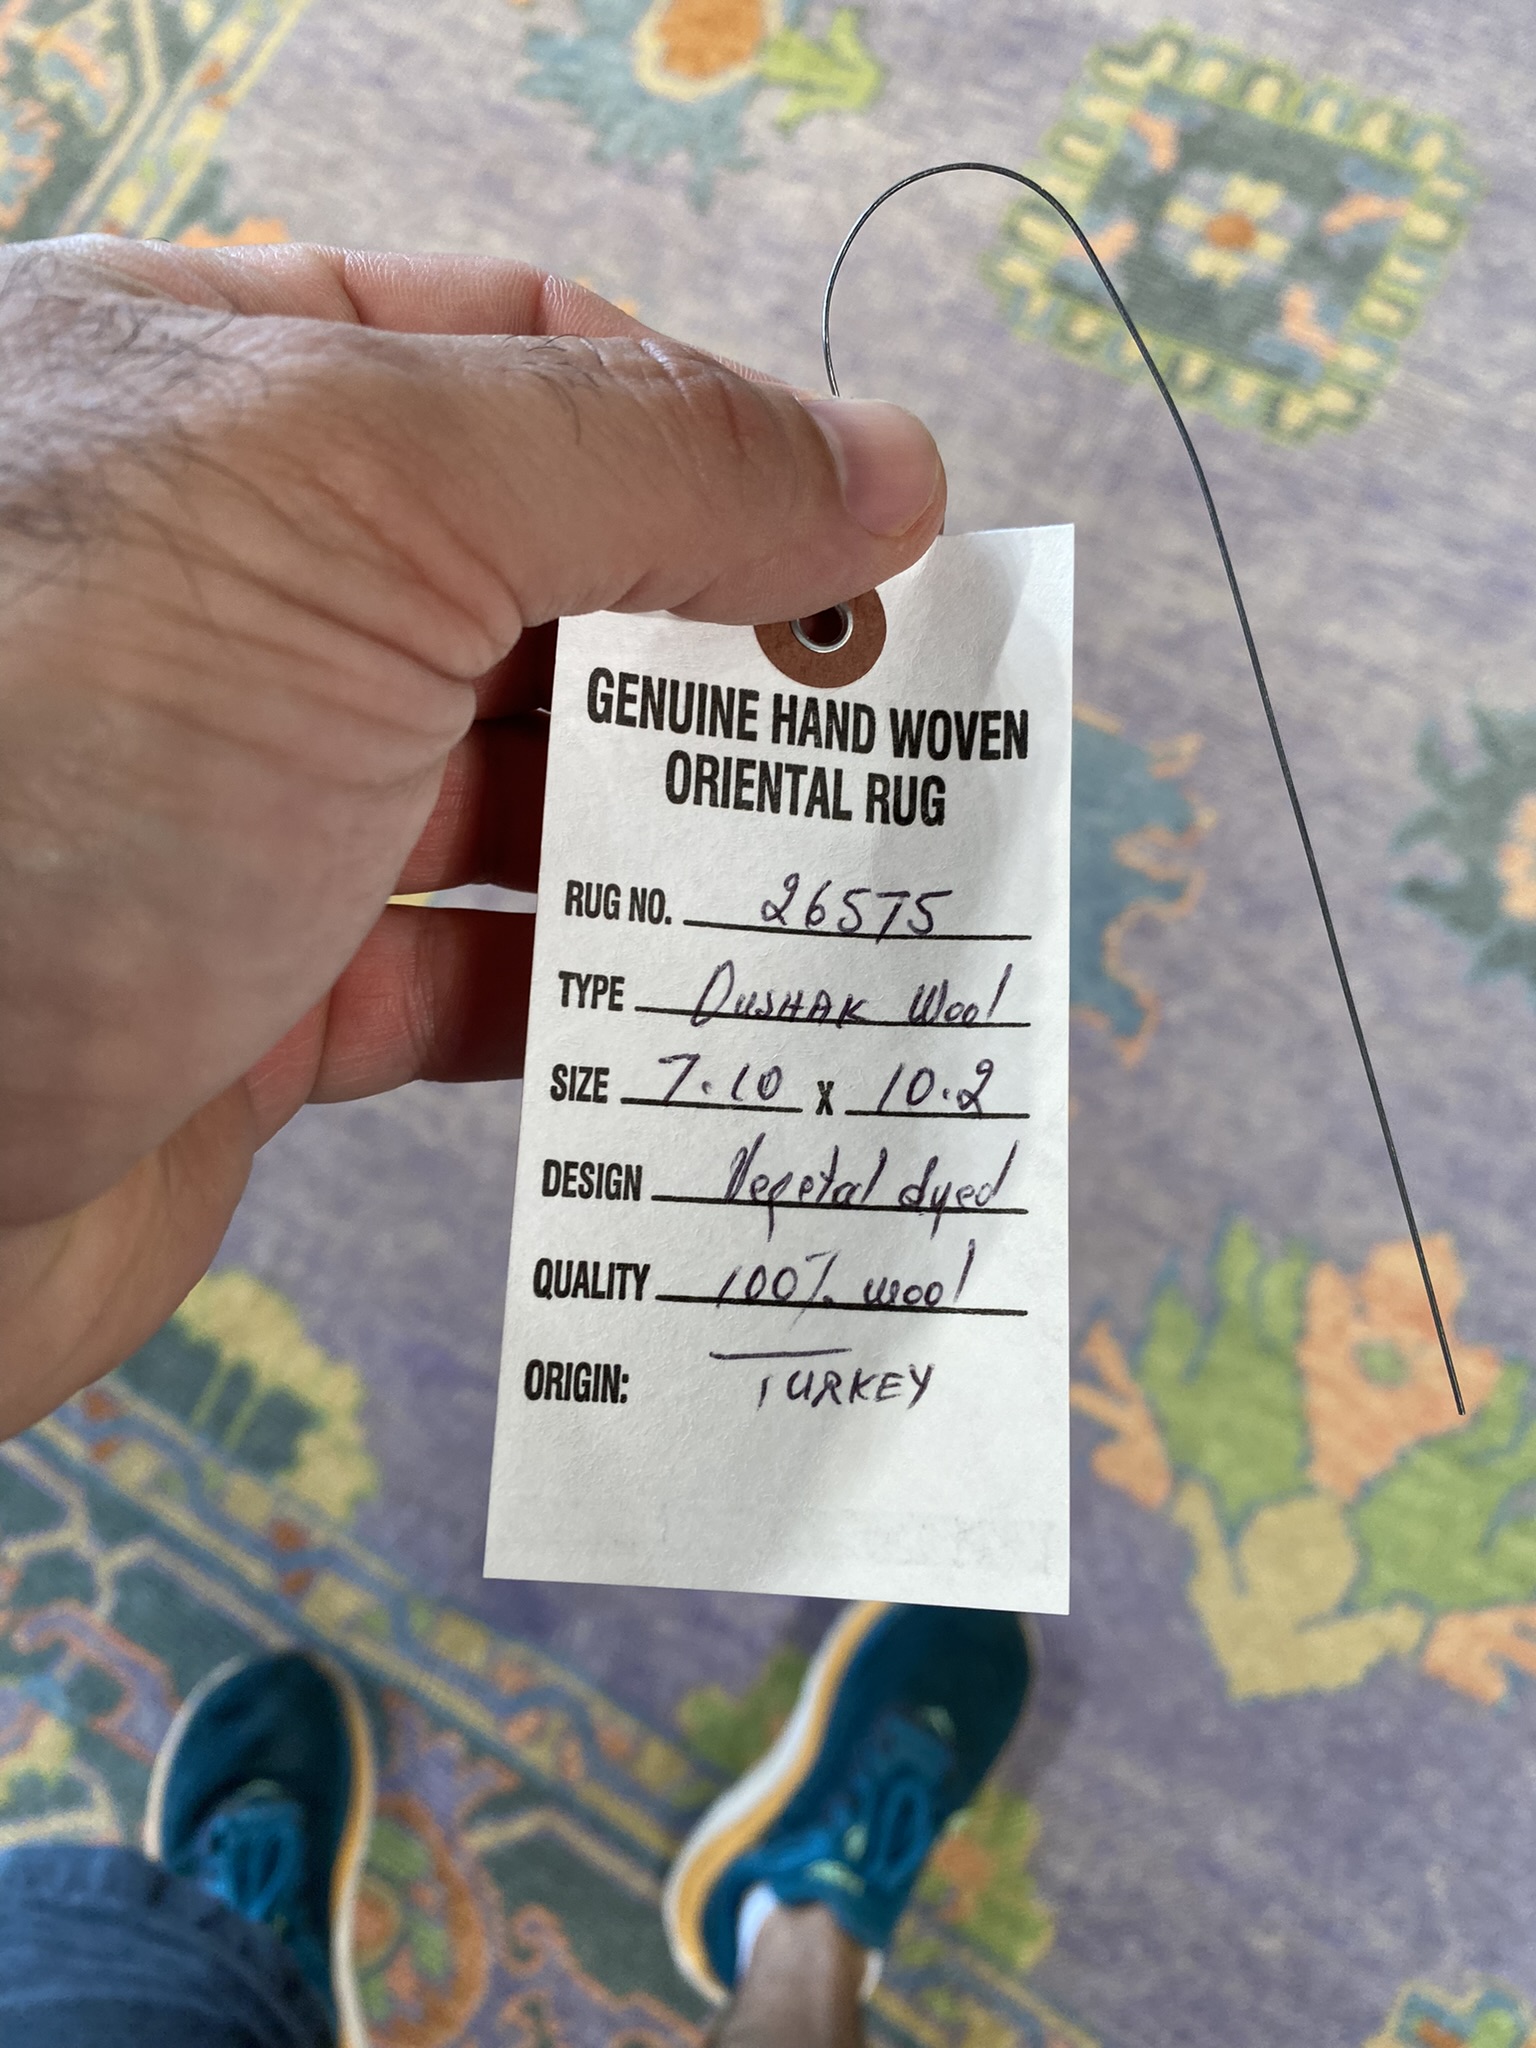 GENUINE HAND WOVEN
ORIENTAL RUG
RUG NO. 26575
TYPE OUSHAK Wool
SIZE 7.10 x 10.2
DESIGN Vegetal dyed
QUALITY 100% wool
ORIGIN: TURKEY